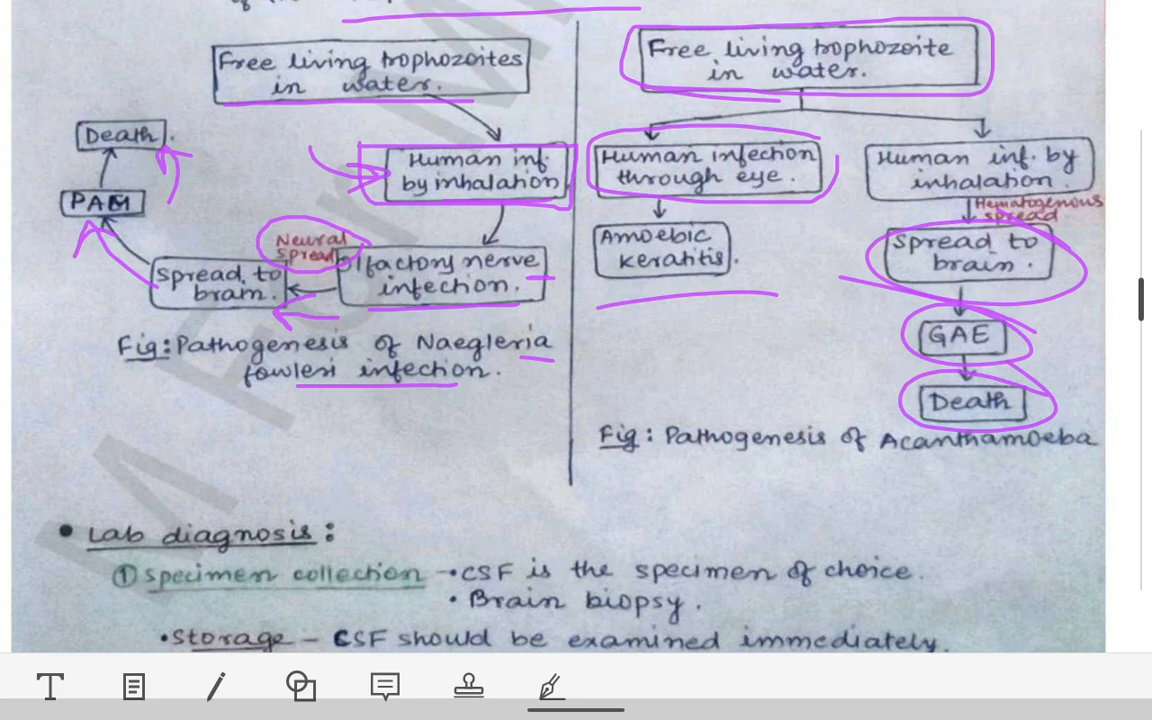 Free living trophozoites
in water.
Human inf.
by inhalation
Olfactory nerve
infection.
Neural
spread
Spread to
brain.
PAM
Death.
Fig: Pathogenesis of Naegleria
fowleri infection.
Free living trophozoite
in water.
Human infection
through eye.
Amoebic
keratitis.
Human inf. by
inhalation.
Hematogenous
spread
Spread to
brain.
GAE
Death
Fig: Pathogenesis of Acanthamoeba
• Lab diagnosis:
① Specimen collection → • CSF is the specimen of choice.
• Brain biopsy.
• Storage – CSF should be examined immediately.
T